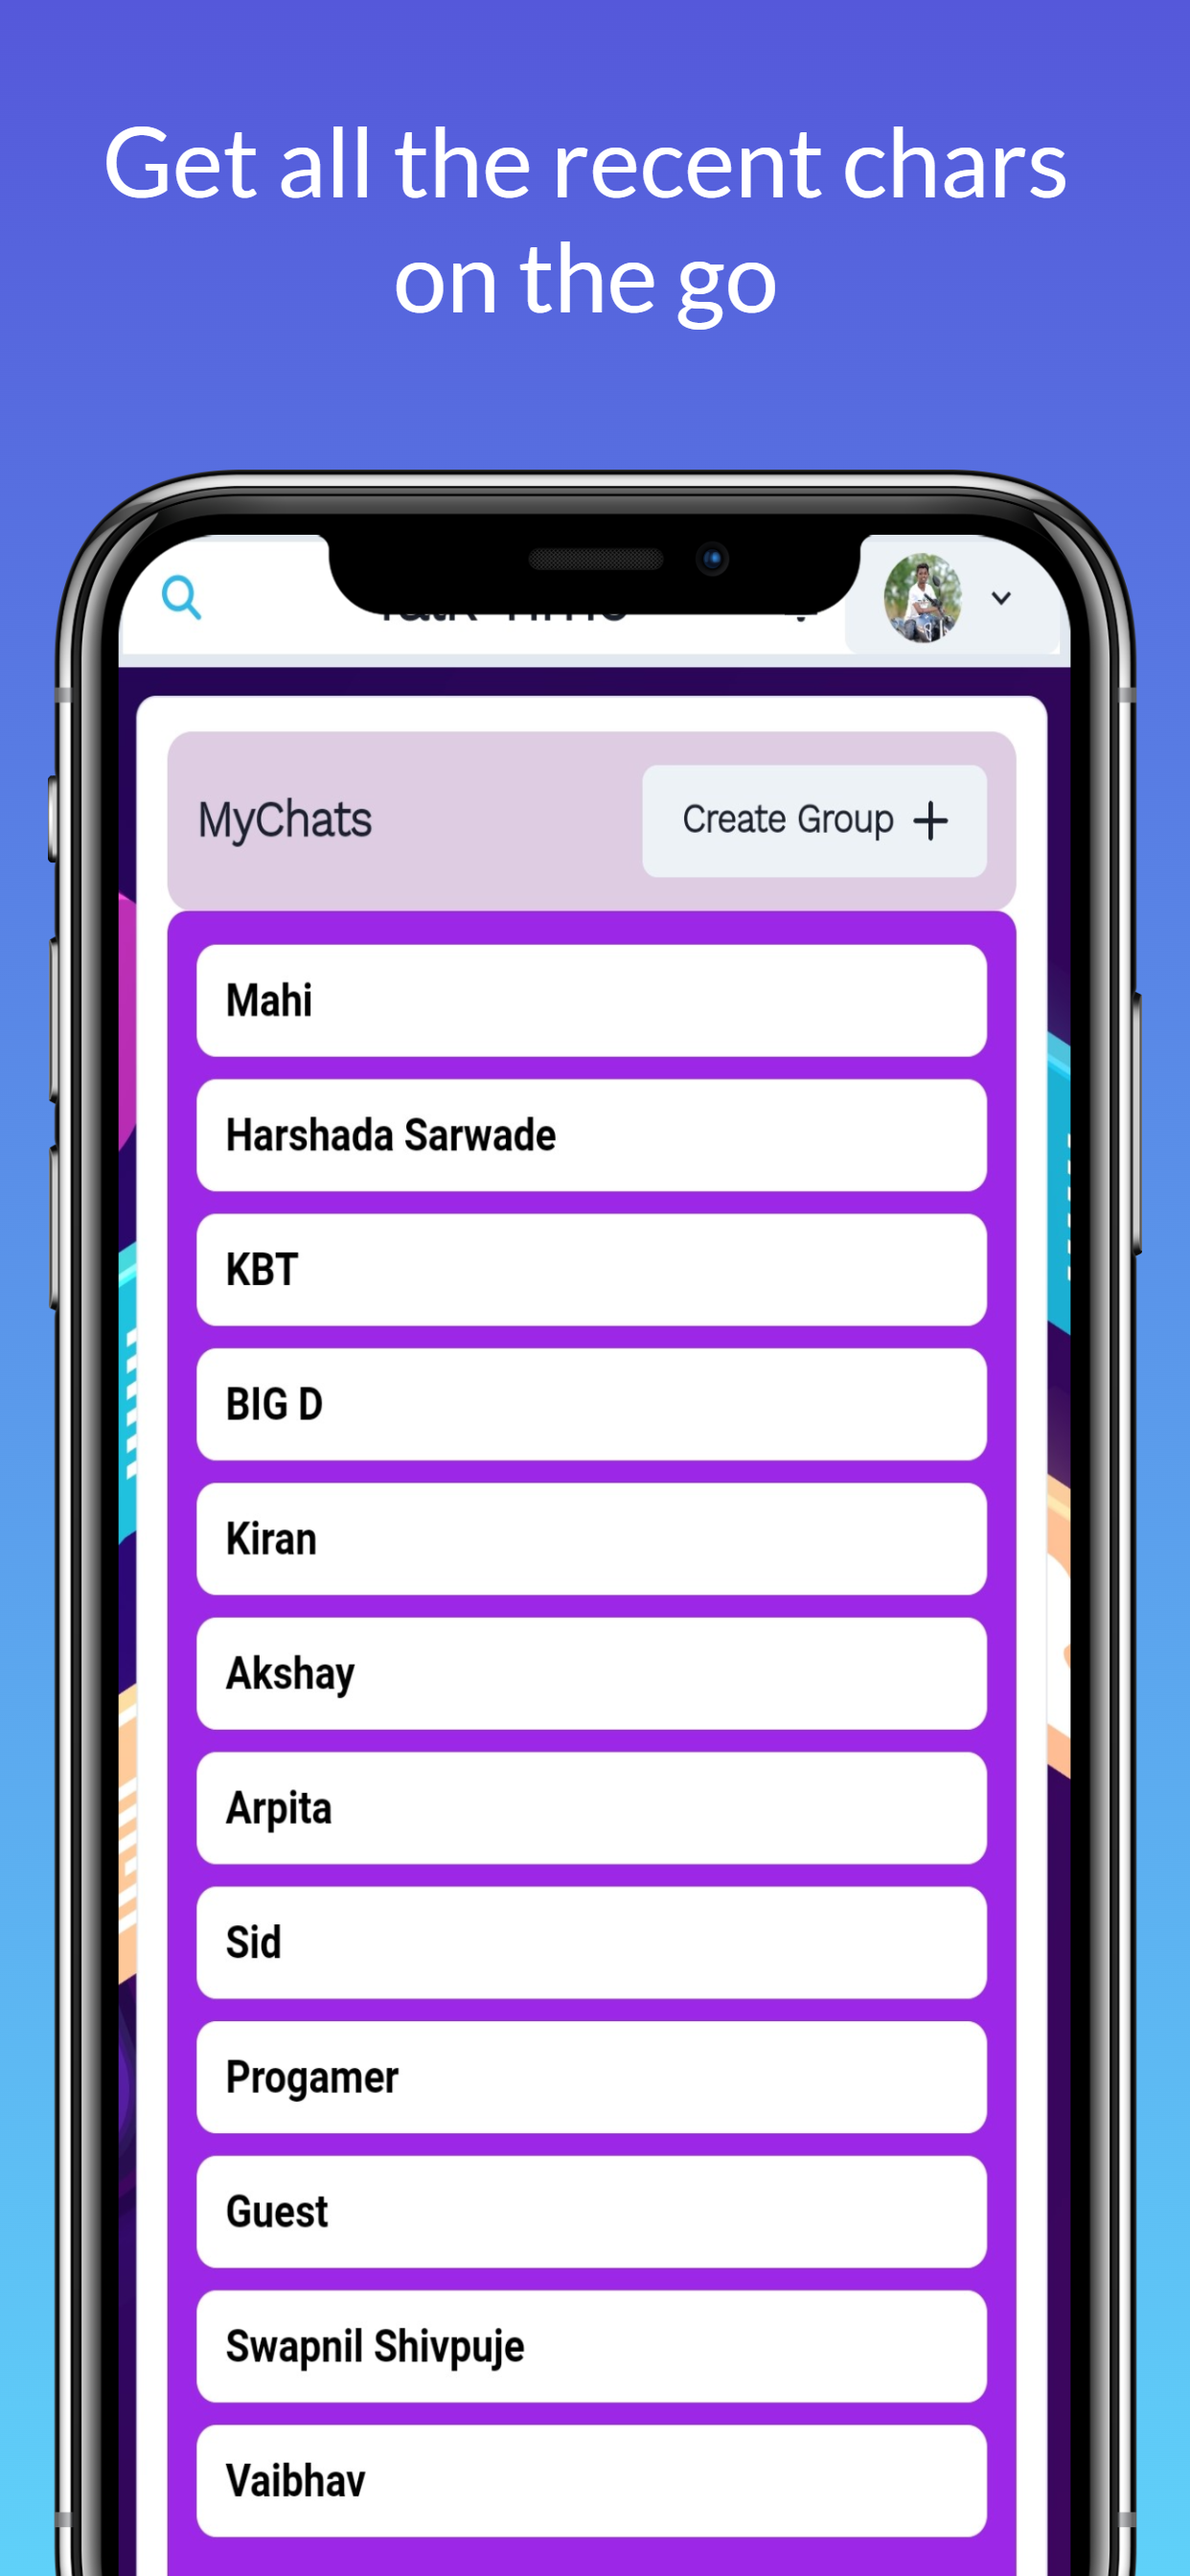 Get all the recent chars
on the go
MyChats
Create Group
Mahi
Harshada Sarwade
KBT
BIG D
Kiran
Akshay
Arpita
Sid
Progamer
Guest
Swapnil Shivpuje
Vaibhav